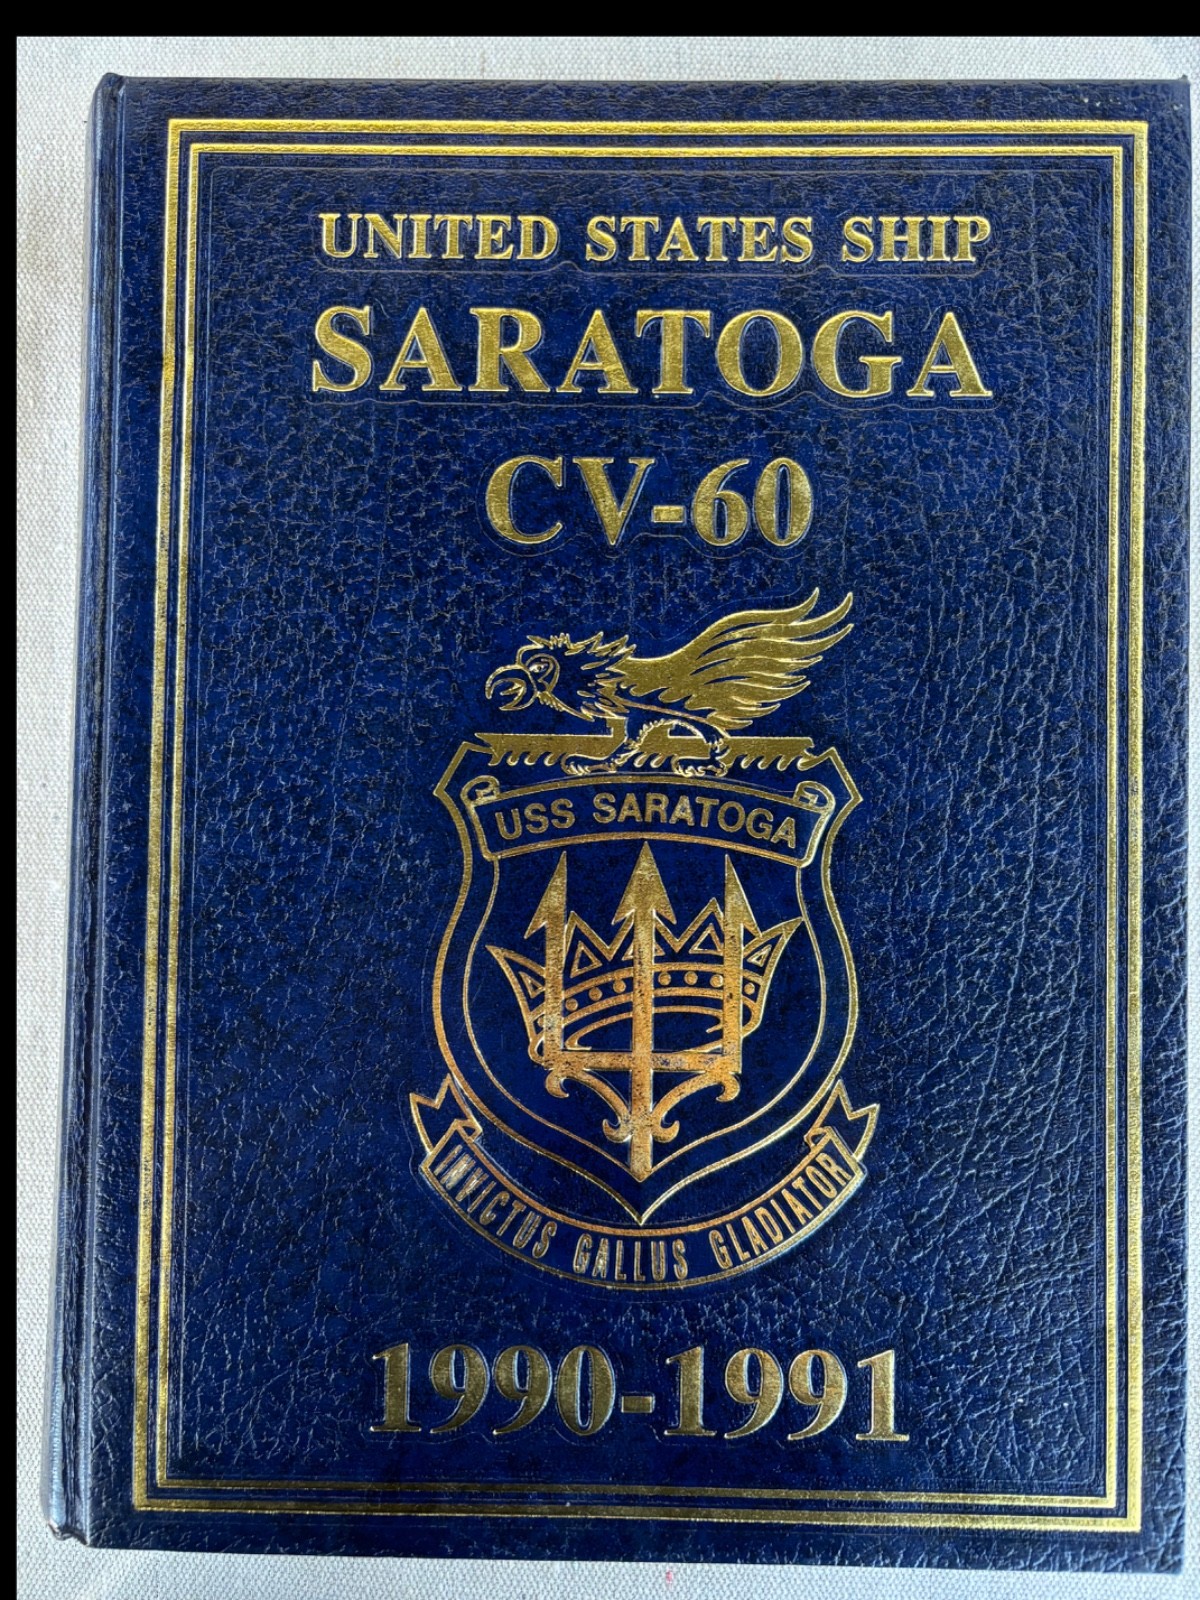 UNITED STATES SHIP
SARATOGA
CV-60
USS SARATOGA
INVICTUS GALLUS GLADIATOR
1990-1991